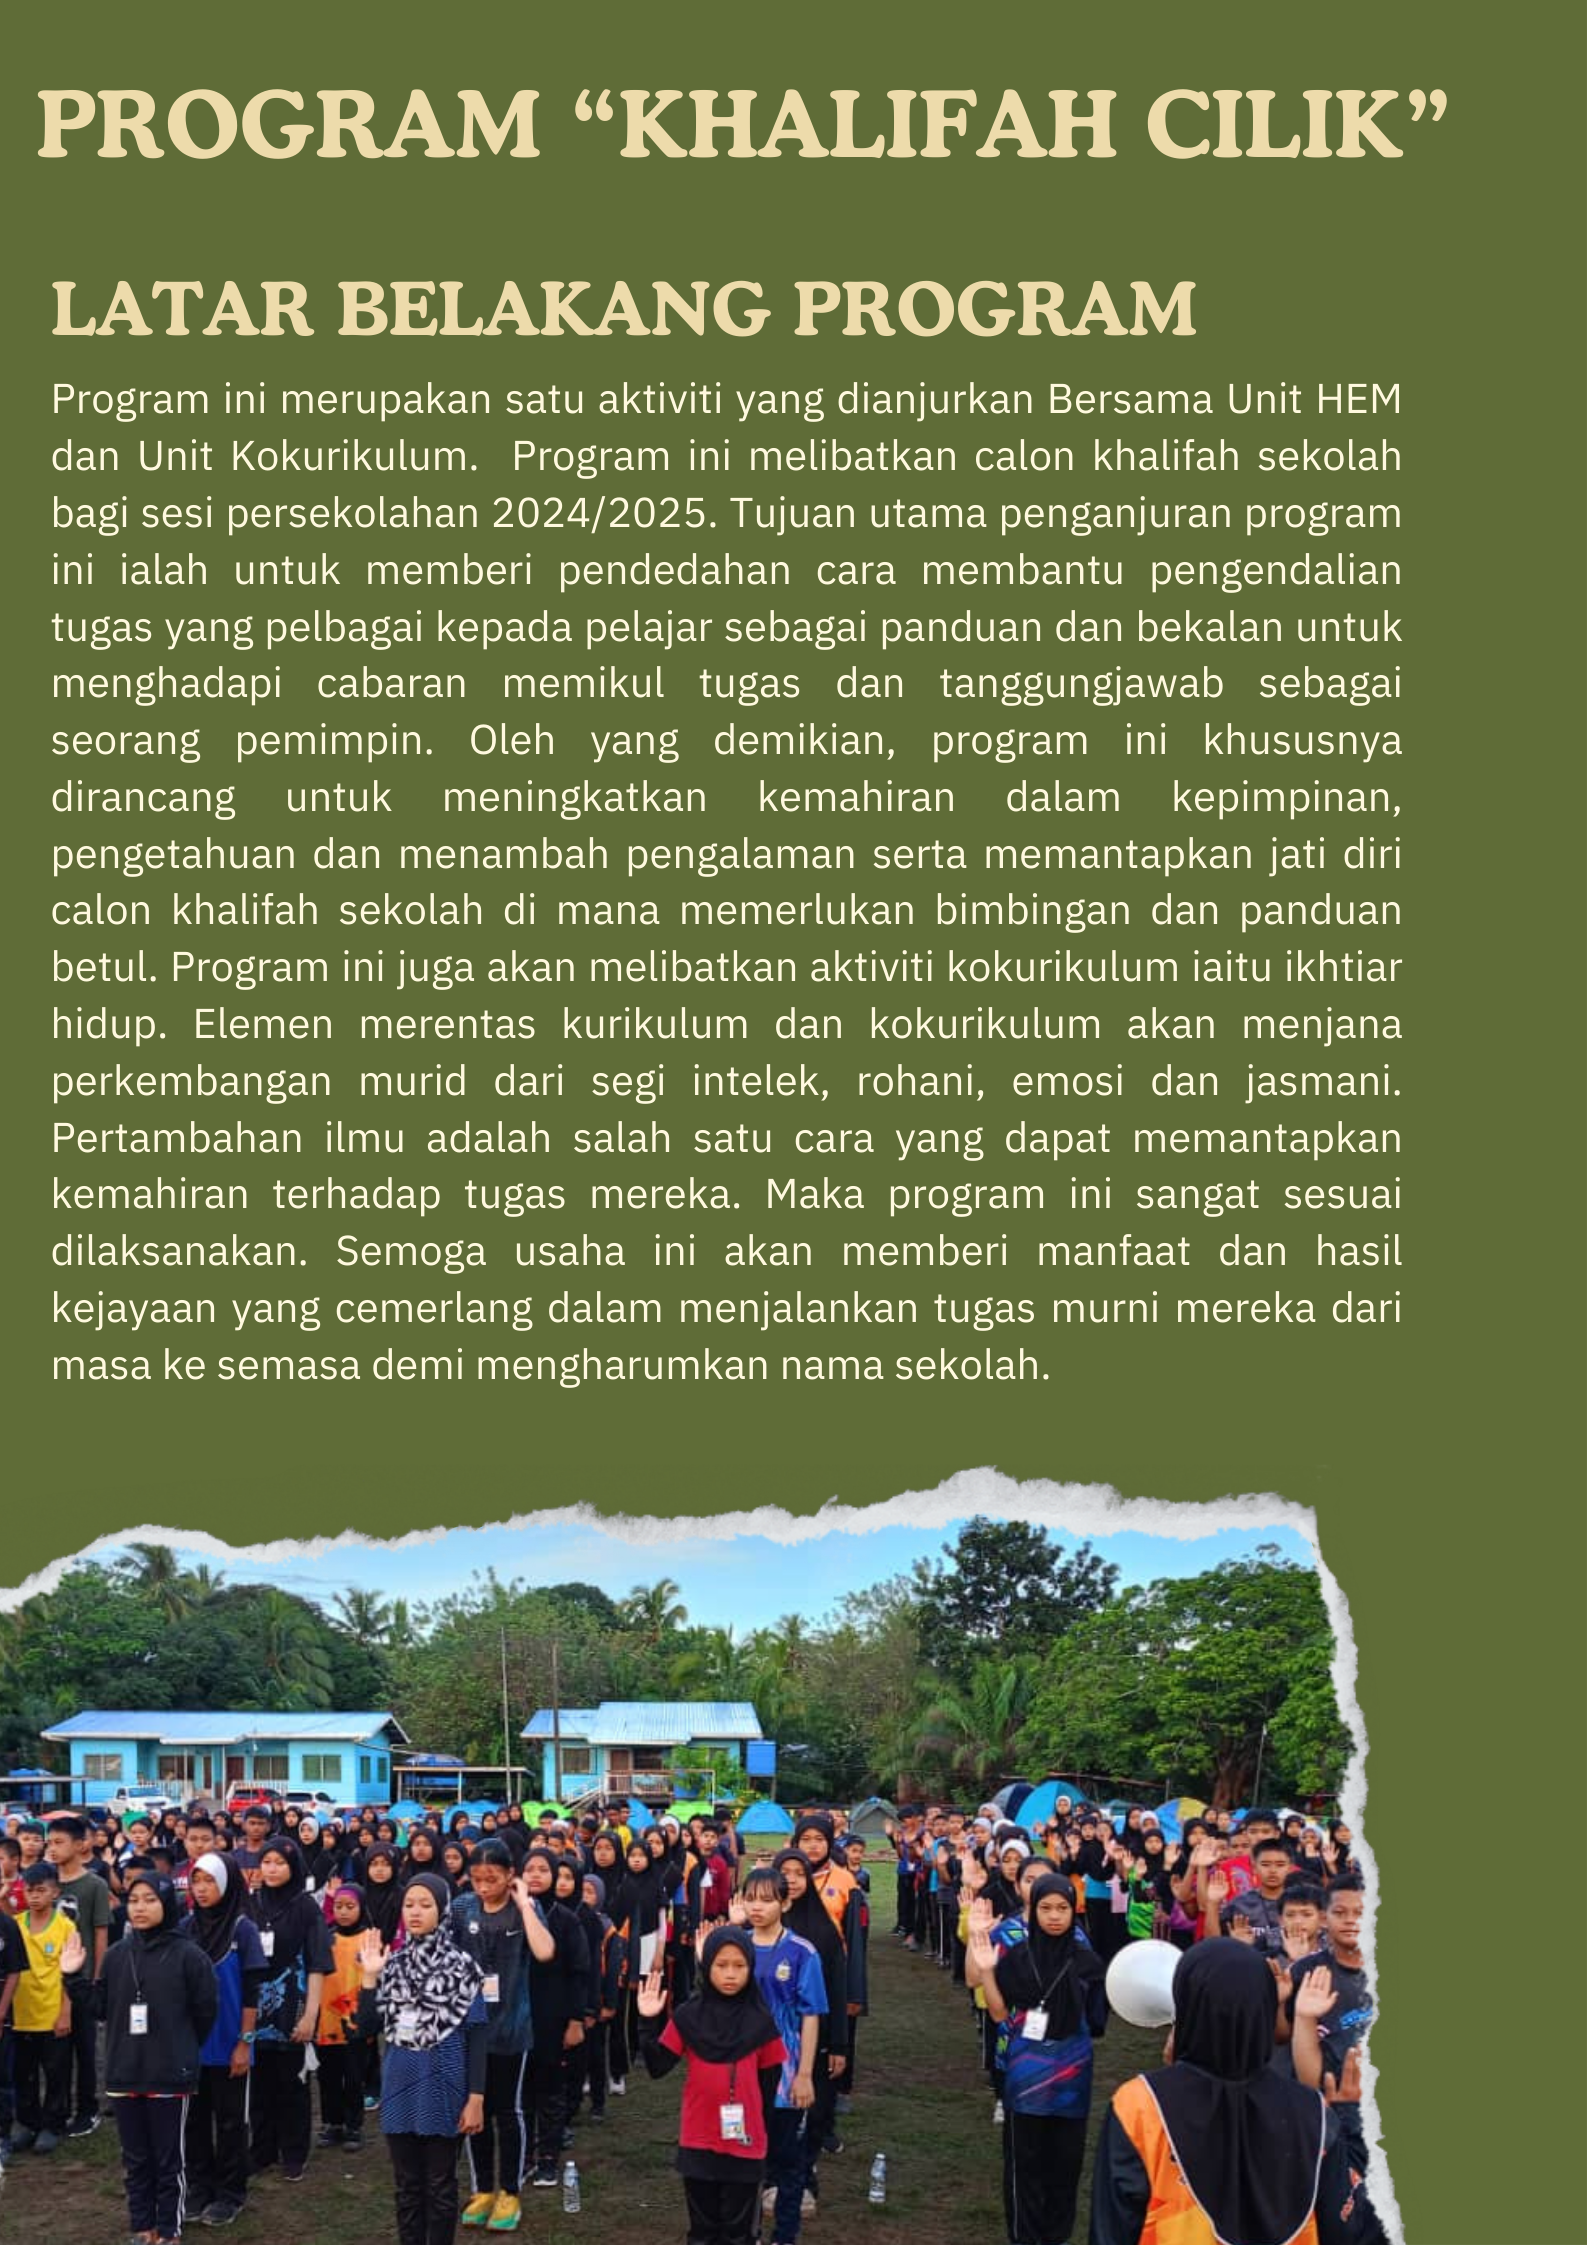 PROGRAM “KHALIFAH CILIK”
LATAR BELAKANG PROGRAM
Program ini merupakan satu aktiviti yang dianjurkan Bersama Unit HEM
dan Unit Kokurikulum. Program ini melibatkan calon khalifah sekolah
bagi sesi persekolahan 2024/2025. Tujuan utama penganjuran program
ini ialah untuk memberi pendedahan cara membantu pengendalian
tugas yang pelbagai kepada pelajar sebagai panduan dan bekalan untuk
menghadapi cabaran memikul tugas dan tanggungjawab sebagai
seorang pemimpin. Oleh yang demikian, program ini khususnya
dirancang untuk meningkatkan kemahiran dalam kepimpinan,
pengetahuan dan menambah pengalaman serta memantapkan jati diri
calon khalifah sekolah di mana memerlukan bimbingan dan panduan
betul. Program ini juga akan melibatkan aktiviti kokurikulum iaitu ikhtiar
hidup. Elemen merentas kurikulum dan kokurikulum akan menjana
perkembangan murid dari segi intelek, rohani, emosi dan jasmani.
Pertambahan ilmu adalah salah satu cara yang dapat memantapkan
kemahiran terhadap tugas mereka. Maka program ini sangat sesuai
dilaksanakan. Semoga usaha ini akan memberi manfaat dan hasil
kejayaan yang cemerlang dalam menjalankan tugas murni mereka dari
masa ke semasa demi mengharumkan nama sekolah.